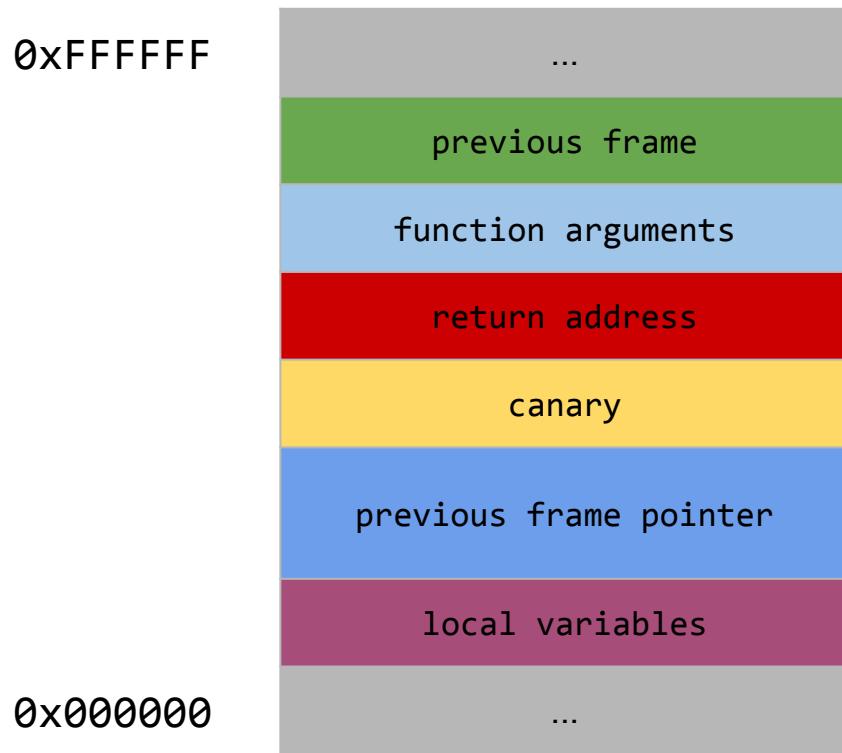 0xFFFFFF
...
previous frame
function arguments
return address
canary
previous frame pointer
local variables
0x000000
...